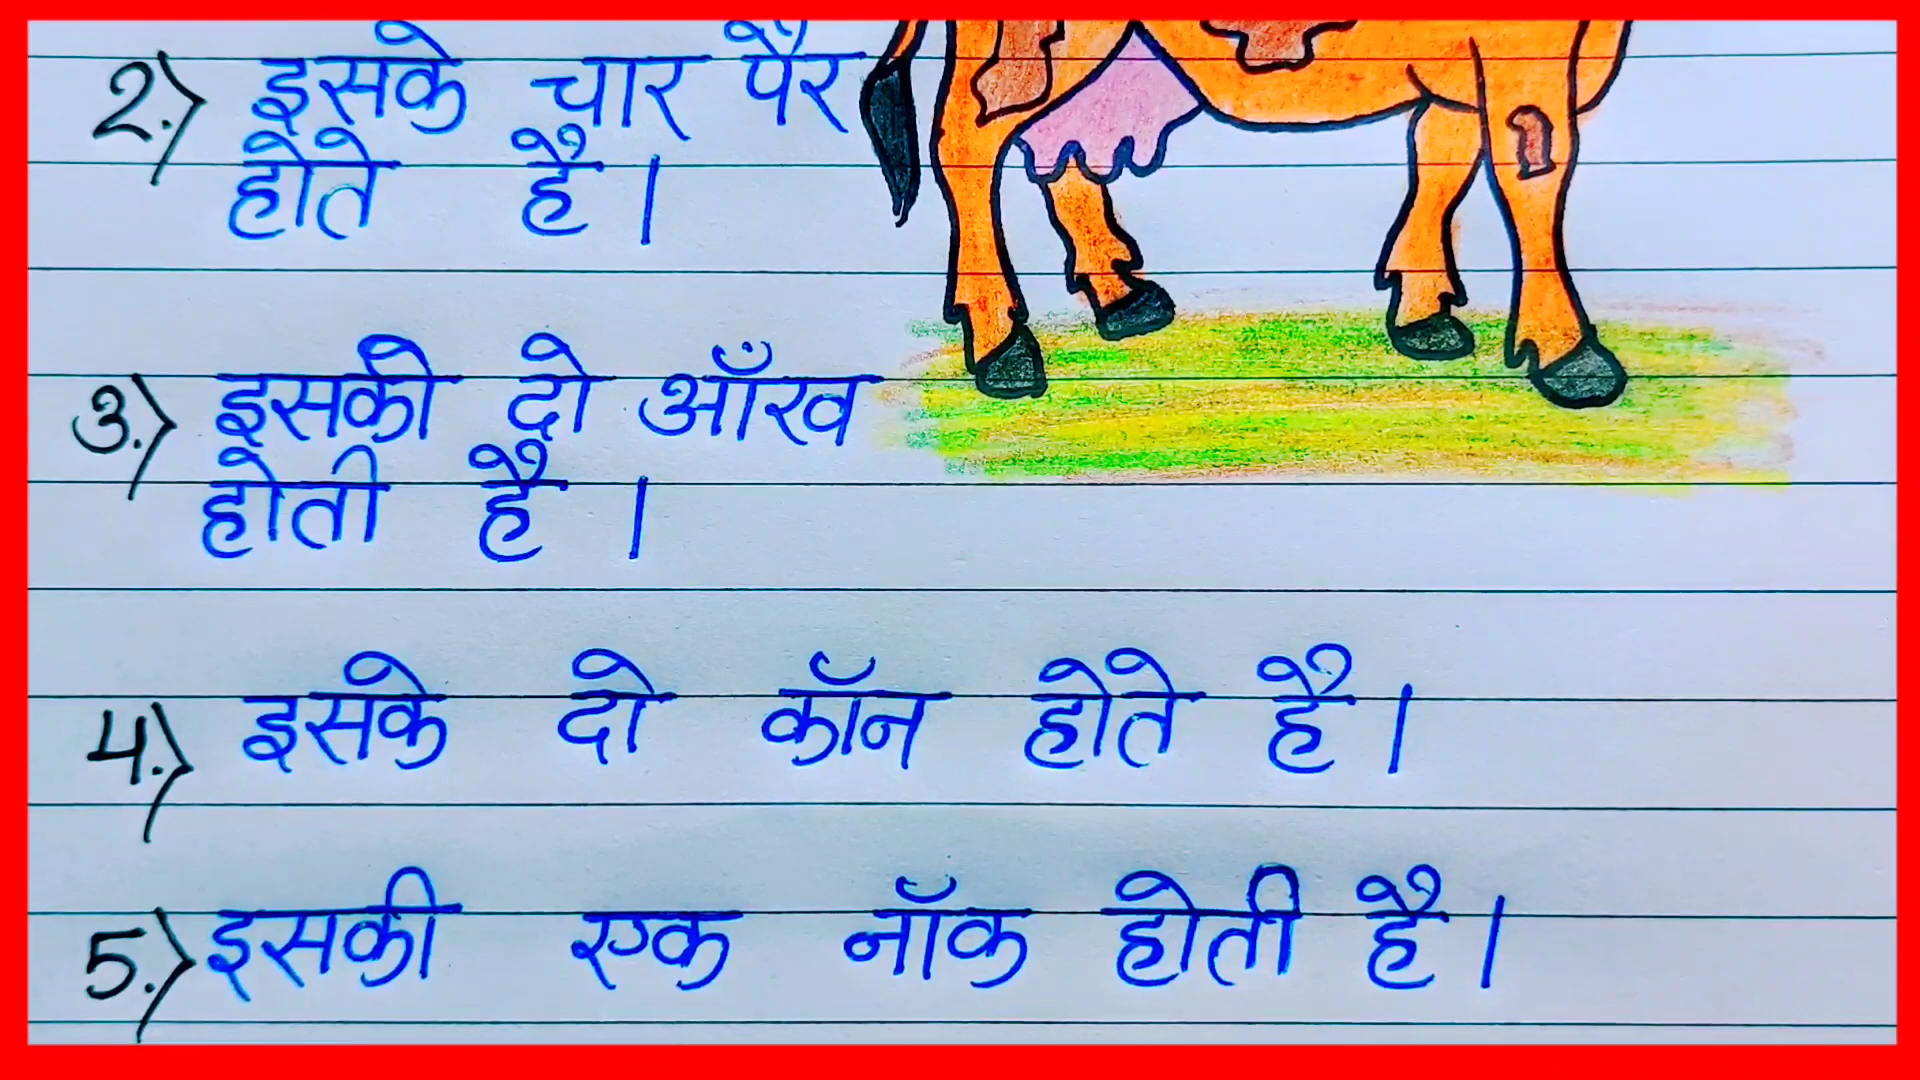 2.) इसके चार पैर
होते है।
3.) इसकी दो आँख
होती है।
4.) इसके दो कॉन होते है।
5.) इसकी एक नॉक होती है।